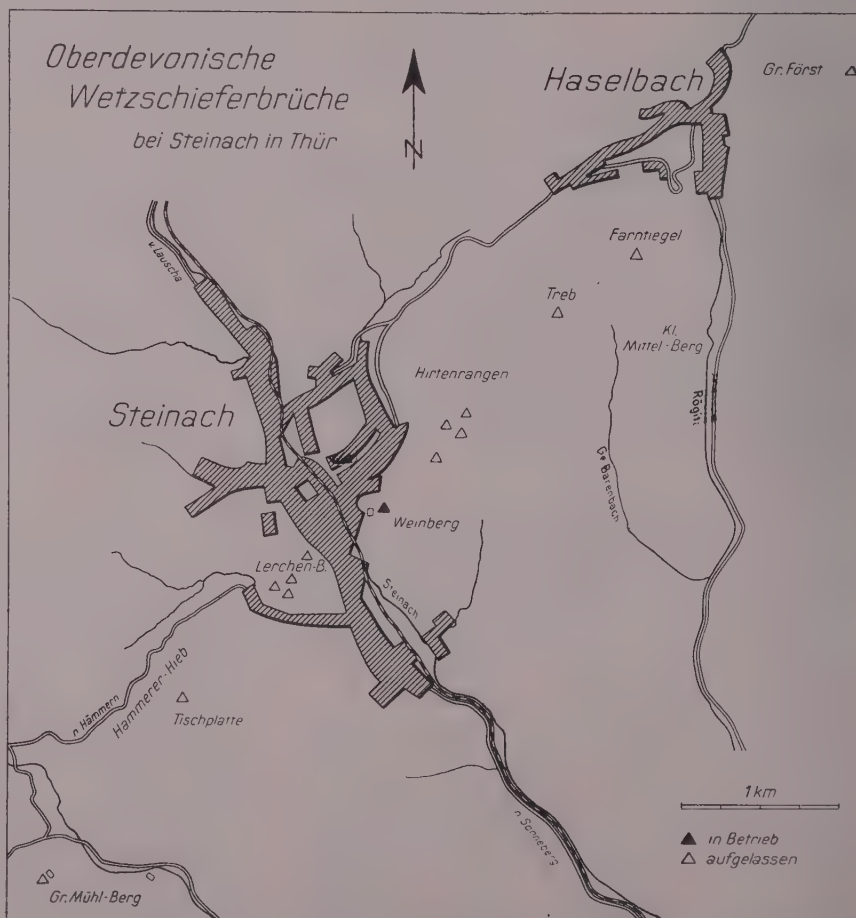 Oberdevonische
Wetzschieferbrüche
bei Steinach in Thür
N
Haselbach
Gr. Först
v. Lauscha
Farntiegel
Treb
Kl.
Mittel-Berg
Hirtenrangen
Steinach
Rögitz
Gr. Bärenbach
Weinberg
Lerchen-B.
Steinach
n. Hämmern
Hammerer-Hieb
Tischplatte
n. Sonneberg
1 km
in Betrieb
aufgelassen
Gr. Mühl-Berg